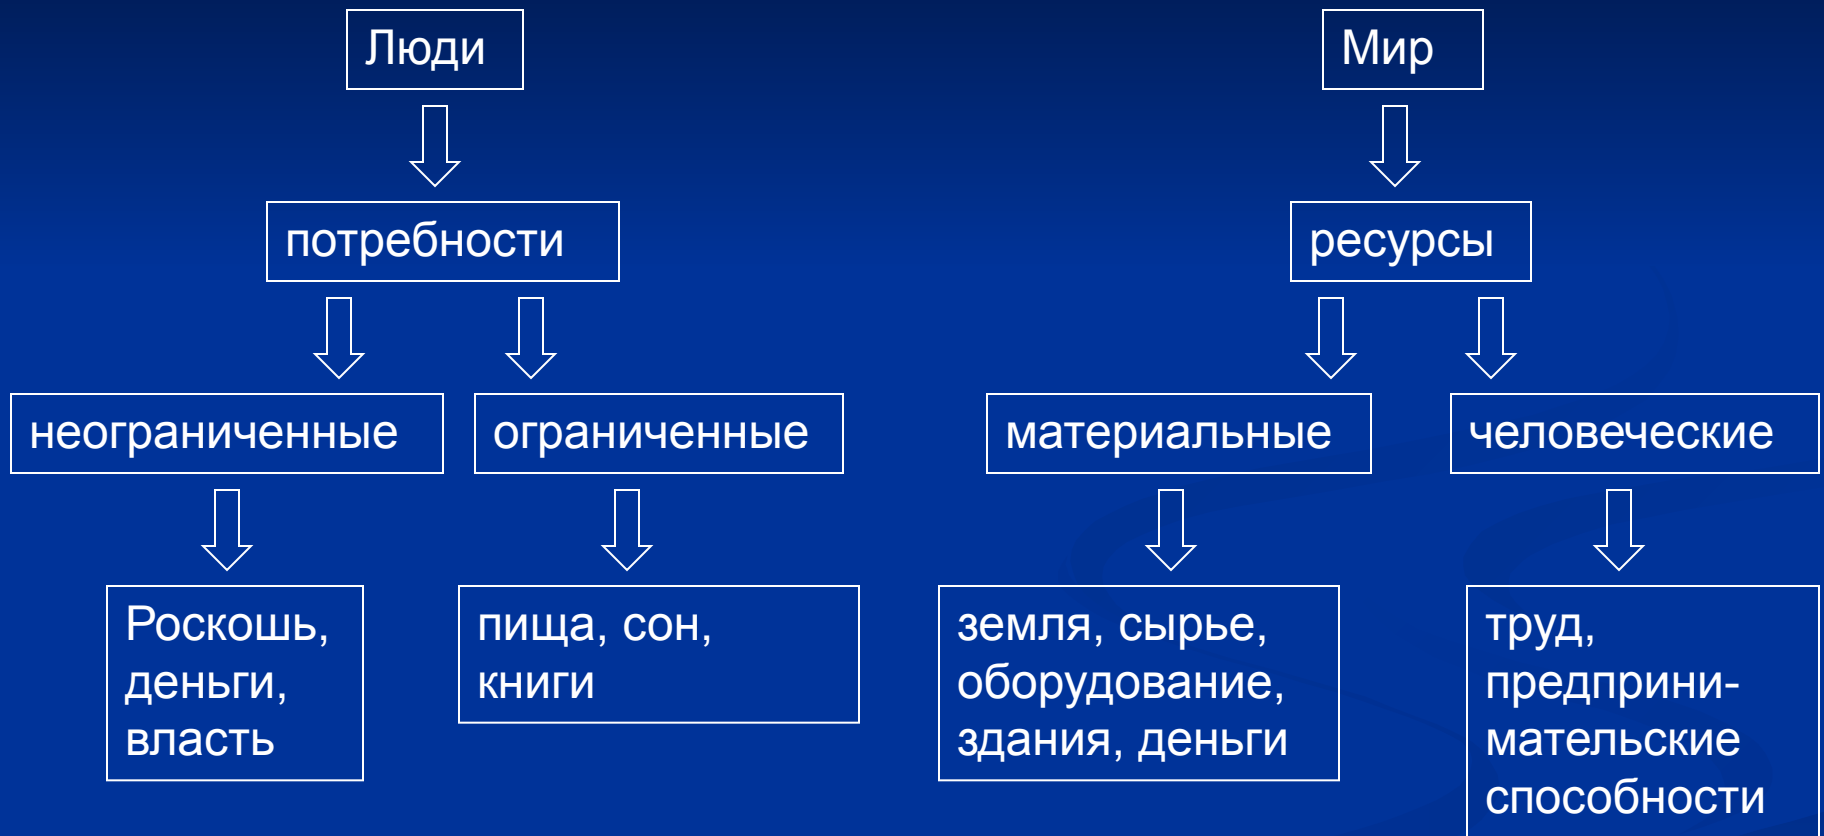 Люди
потребности
неограниченные
ограниченные
Роскошь,
деньги,
власть
пища, сон,
книги
Мир
ресурсы
материальные
человеческие
земля, сырье,
оборудование,
здания, деньги
труд,
предприни-
мательские
способности